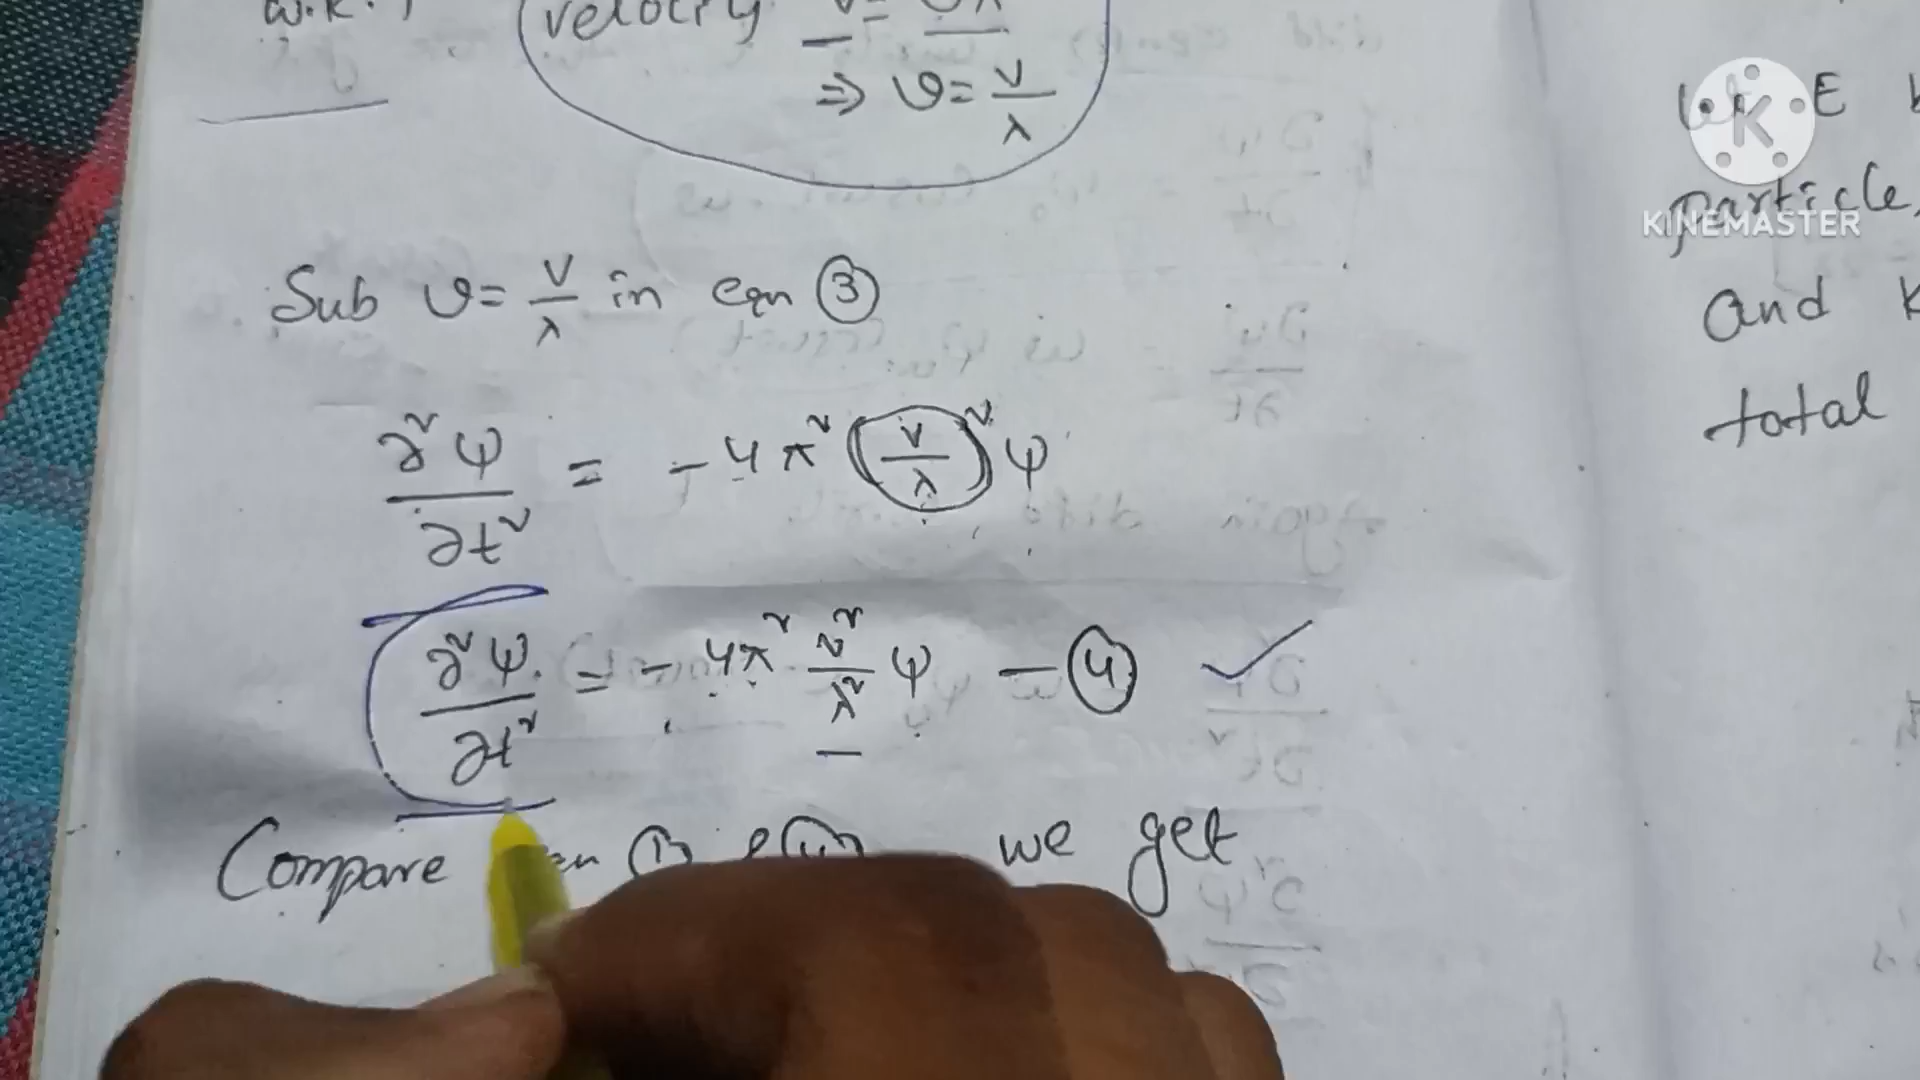 velocity v = υλ
⇒ υ = v/λ
Sub υ = v/λ in eqn ③
∂²ψ/∂t² = -4π² (v/λ)² ψ
∂²ψ/∂t² = -4π² v²/λ² ψ — ④
Compare we get
E
particle,
and
total
KINEMASTER